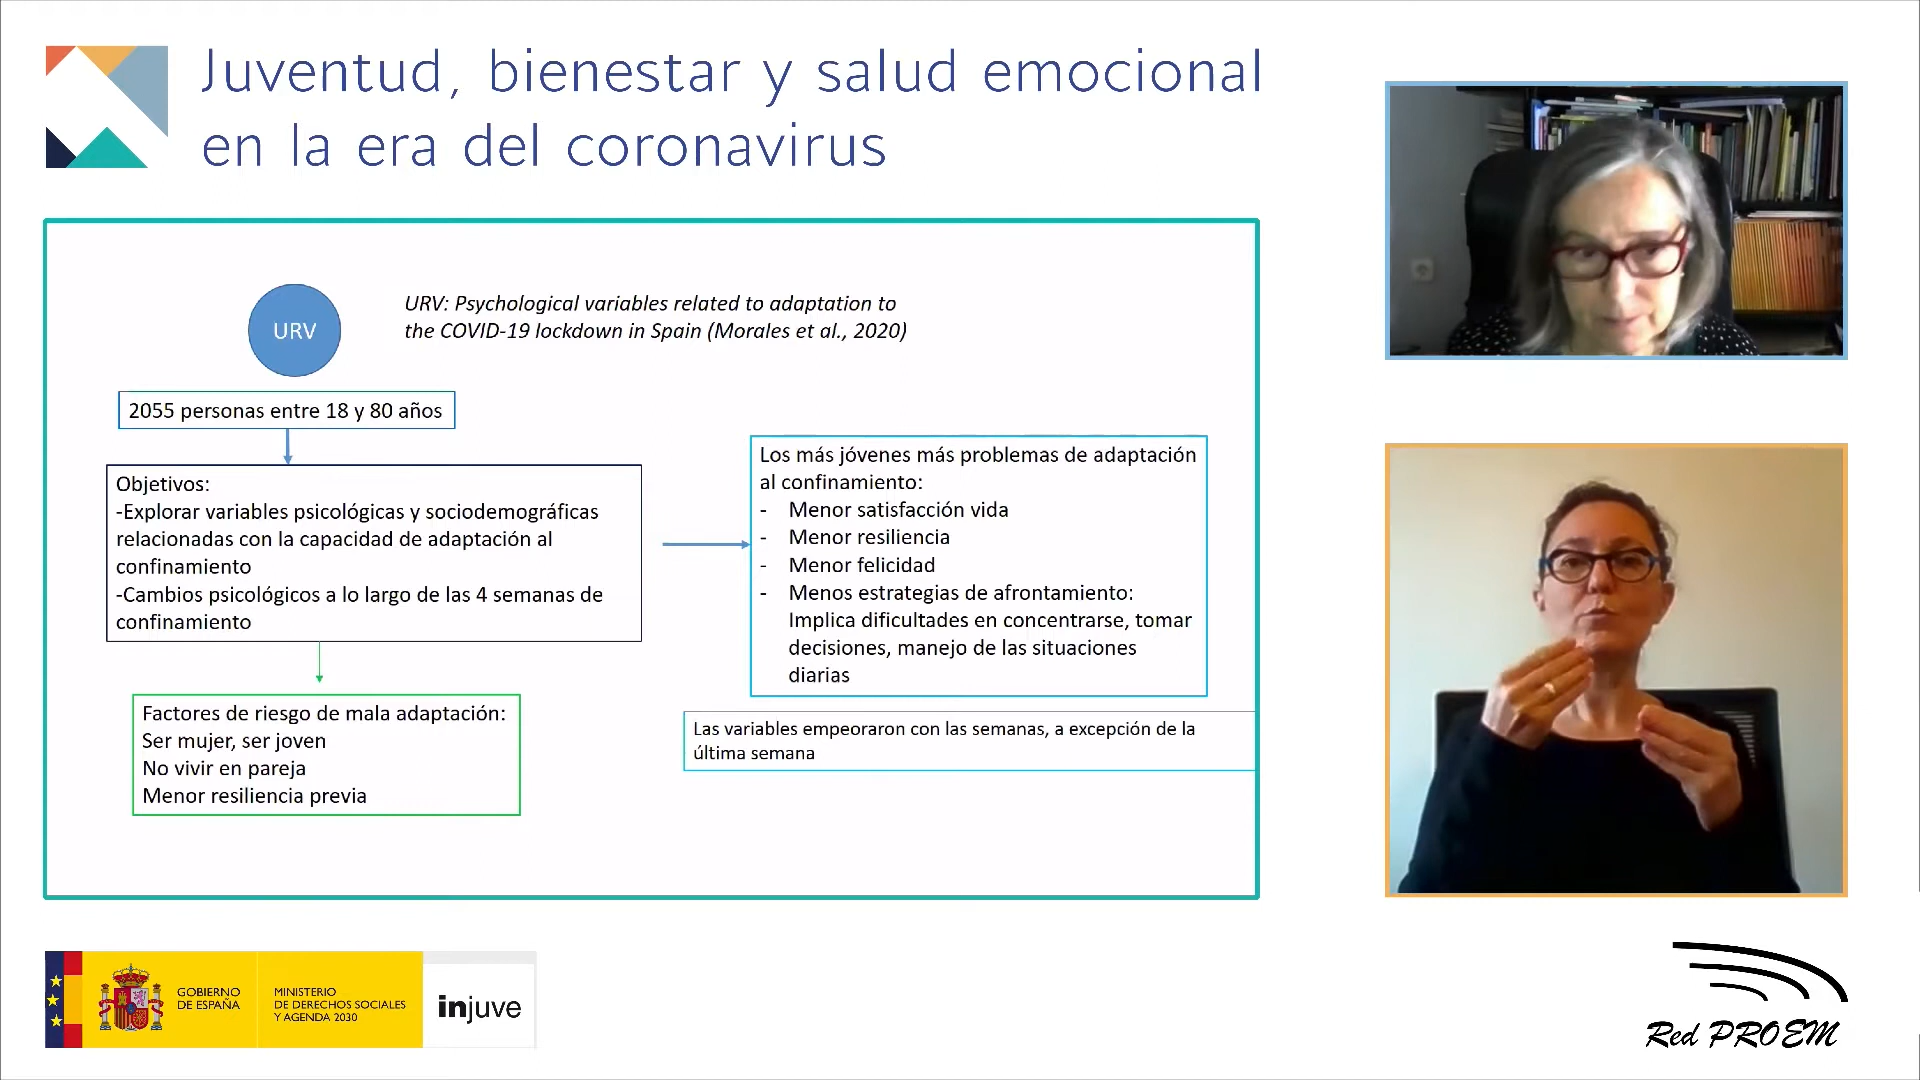 Juventud, bienestar y salud emocional
en la era del coronavirus
URV
URV: Psychological variables related to adaptation to
the COVID-19 lockdown in Spain (Morales et al., 2020)
2055 personas entre 18 y 80 años
Objetivos:
-Explorar variables psicológicas y sociodemográficas
relacionadas con la capacidad de adaptación al
confinamiento
-Cambios psicológicos a lo largo de las 4 semanas de
confinamiento
Factores de riesgo de mala adaptación:
Ser mujer, ser joven
No vivir en pareja
Menor resiliencia previa
Los más jóvenes más problemas de adaptación
al confinamiento:
- Menor satisfacción vida
- Menor resiliencia
- Menor felicidad
- Menos estrategias de afrontamiento:
Implica dificultades en concentrarse, tomar
decisiones, manejo de las situaciones
diarias
Las variables empeoraron con las semanas, a excepción de la
última semana
GOBIERNO
DE ESPAÑA
MINISTERIO
DE DERECHOS SOCIALES
Y AGENDA 2030
injuve
Red PROEM